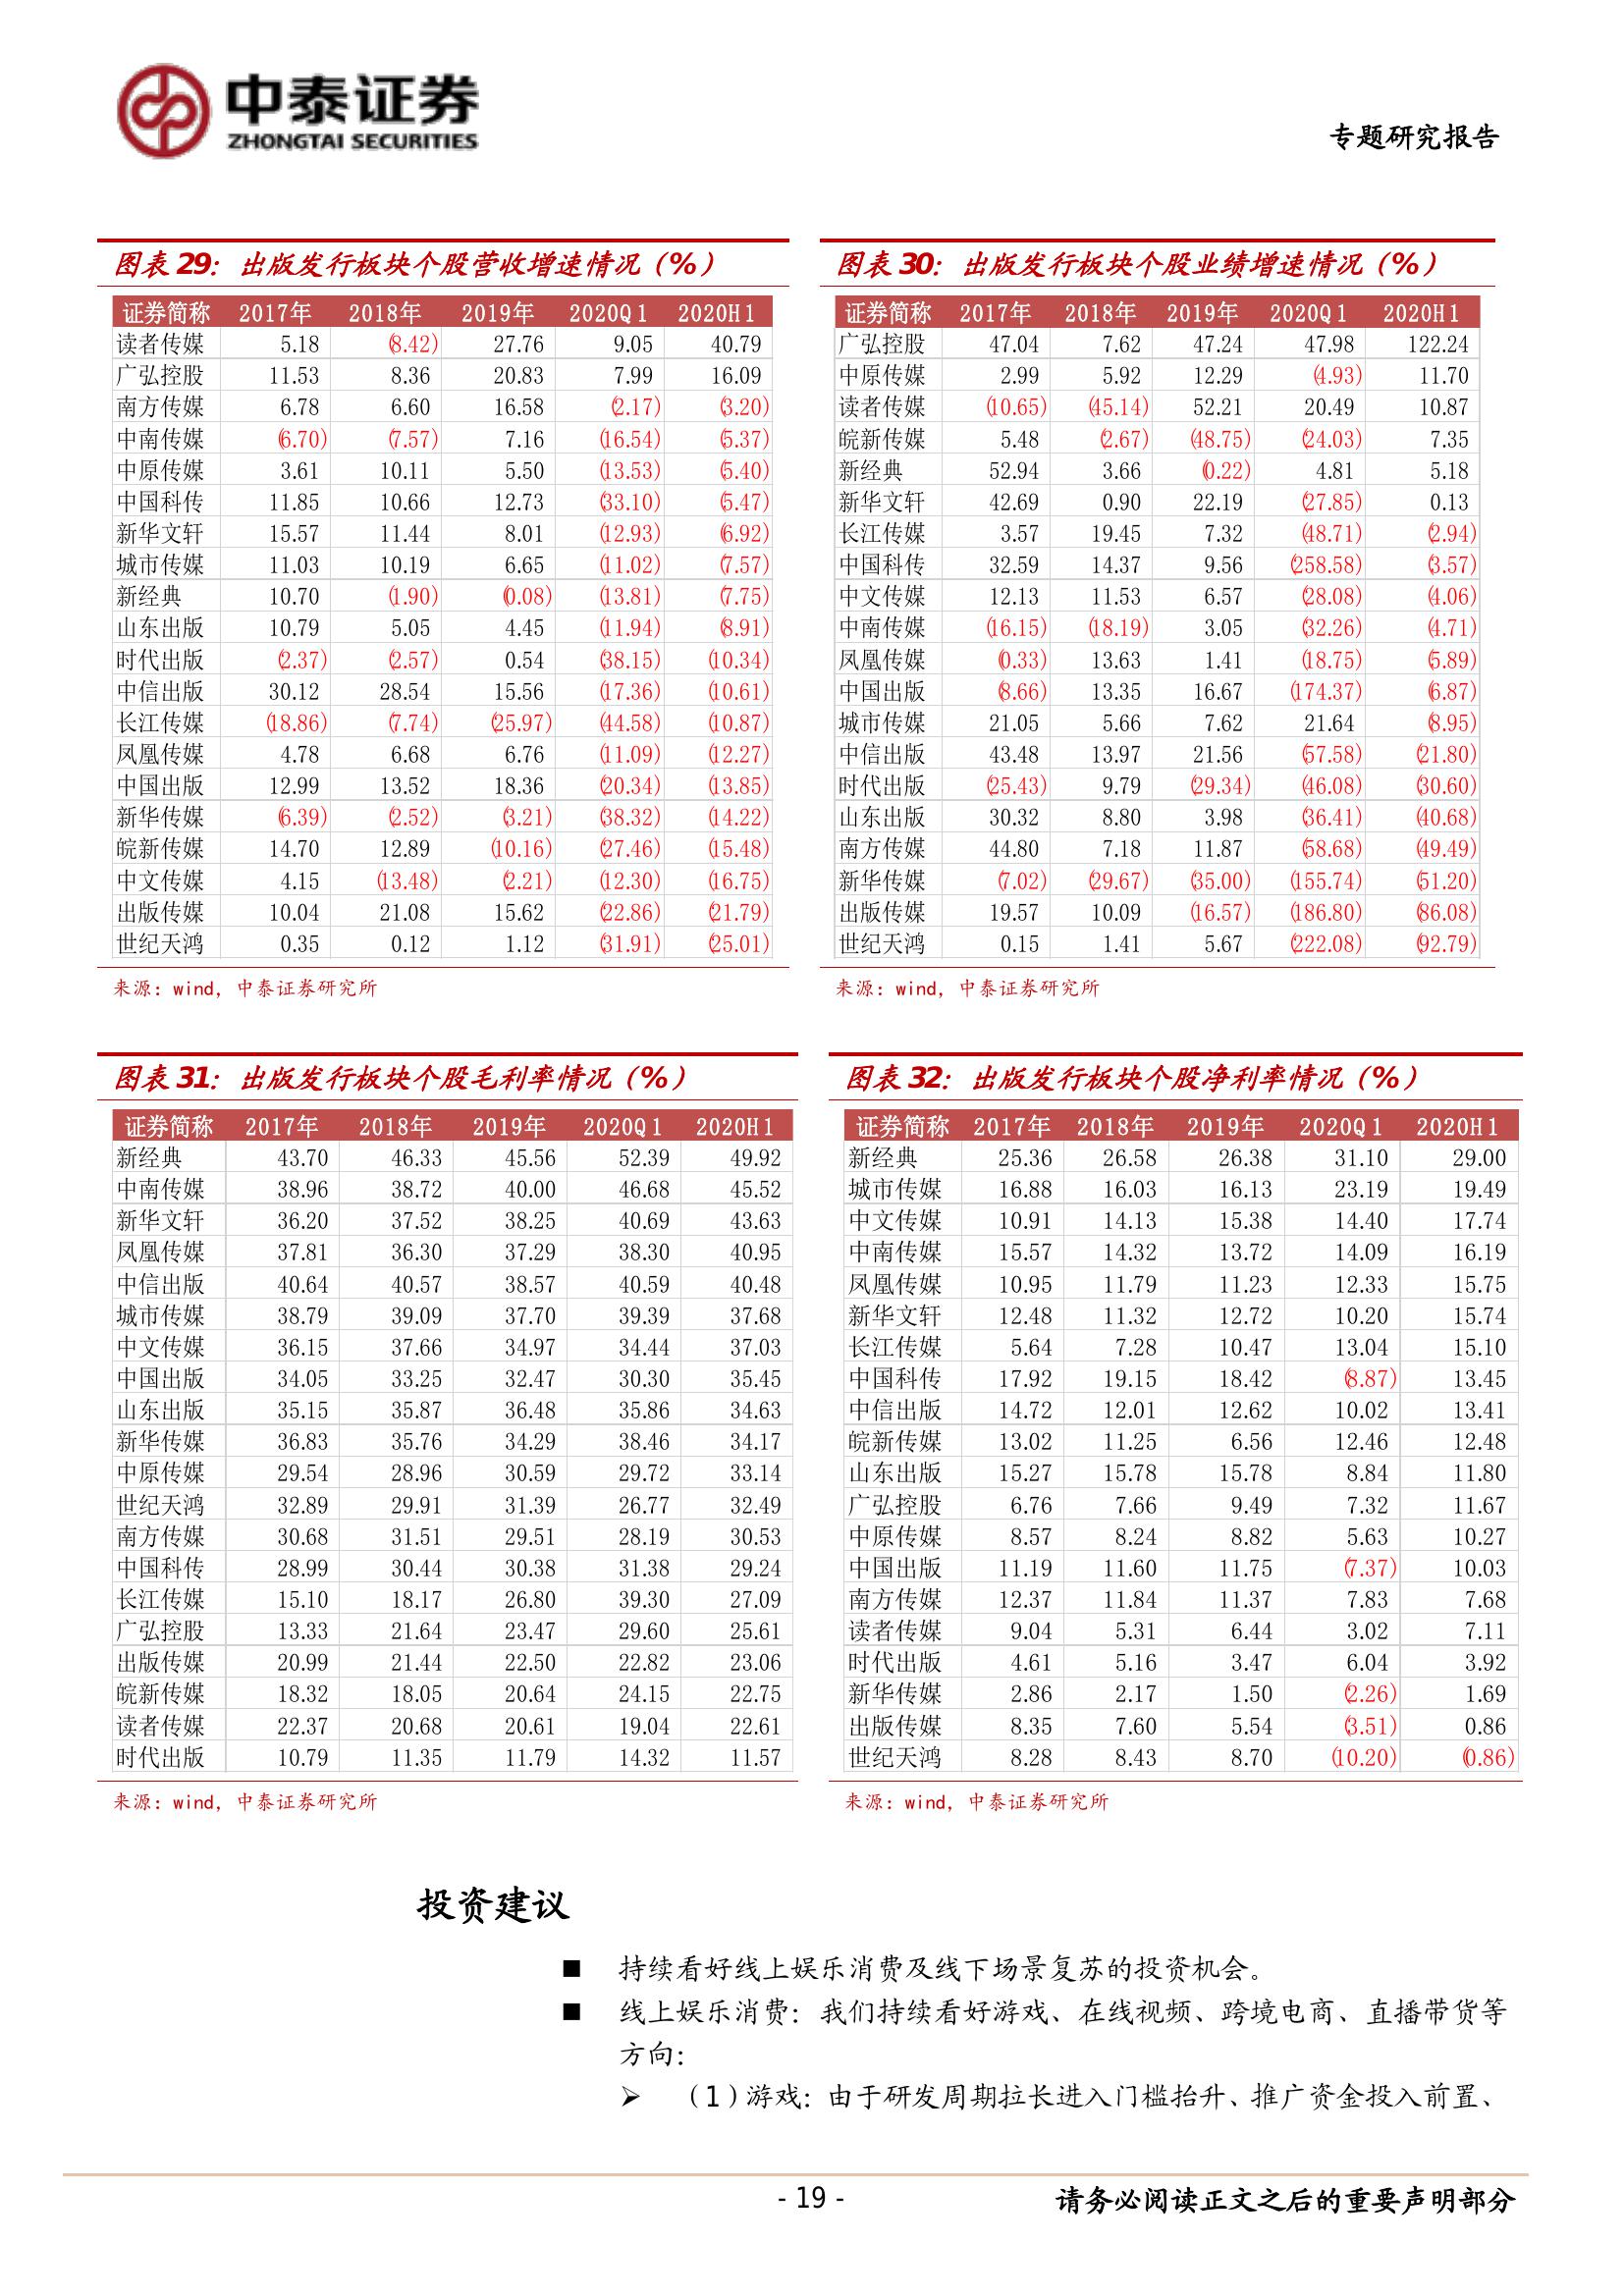 中泰证券
ZHONGTAI SECURITIES
专题研究报告
图表 29：出版发行板块个股营收增速情况（%）
证券简称 2017年 2018年 2019年 2020Q1 2020H1
读者传媒 5.18 (8.42) 27.76 9.05 40.79
广弘控股 11.53 8.36 20.83 7.99 16.09
南方传媒 6.78 6.60 16.58 (2.17) (3.20)
中南传媒 (6.70) (7.57) 7.16 (16.54) (5.37)
中原传媒 3.61 10.11 5.50 (13.53) (5.40)
中国科传 11.85 10.66 12.73 (33.10) (5.47)
新华文轩 15.57 11.44 8.01 (12.93) (6.92)
城市传媒 11.03 10.19 6.65 (11.02) (7.57)
新经典 10.70 (1.90) (0.08) (13.81) (7.75)
山东出版 10.79 5.05 4.45 (11.94) (8.91)
时代出版 (2.37) (2.57) 0.54 (38.15) (10.34)
中信出版 30.12 28.54 15.56 (17.36) (10.61)
长江传媒 (18.86) (7.74) (25.97) (44.58) (10.87)
凤凰传媒 4.78 6.68 6.76 (11.09) (12.27)
中国出版 12.99 13.52 18.36 (20.34) (13.85)
新华传媒 (6.39) (2.52) (3.21) (38.32) (14.22)
皖新传媒 14.70 12.89 (10.16) (27.46) (15.48)
中文传媒 4.15 (13.48) (2.21) (12.30) (16.75)
出版传媒 10.04 21.08 15.62 (22.86) (21.79)
世纪天鸿 0.35 0.12 1.12 (31.91) (25.01)
来源：wind，中泰证券研究所
图表 30：出版发行板块个股业绩增速情况（%）
证券简称 2017年 2018年 2019年 2020Q1 2020H1
广弘控股 47.04 7.62 47.24 47.98 122.24
中原传媒 2.99 5.92 12.29 (4.93) 11.70
读者传媒 (10.65) (45.14) 52.21 20.49 10.87
皖新传媒 5.48 (2.67) (48.75) (24.03) 7.35
新经典 52.94 3.66 (0.22) 4.81 5.18
新华文轩 42.69 0.90 22.19 (27.85) 0.13
长江传媒 3.57 19.45 7.32 (48.71) (2.94)
中国科传 32.59 14.37 9.56 (258.58) (3.57)
中文传媒 12.13 11.53 6.57 (28.08) (4.06)
中南传媒 (16.15) (18.19) 3.05 (32.26) (4.71)
凤凰传媒 (0.33) 13.63 1.41 (18.75) (5.89)
中国出版 (8.66) 13.35 16.67 (174.37) (6.87)
城市传媒 21.05 5.66 7.62 21.64 (8.95)
中信出版 43.48 13.97 21.56 (57.58) (21.80)
时代出版 (25.43) 9.79 (29.34) (46.08) (30.60)
山东出版 30.32 8.80 3.98 (36.41) (40.68)
南方传媒 44.80 7.18 11.87 (58.68) (49.49)
新华传媒 (7.02) (29.67) (35.00) (155.74) (51.20)
出版传媒 19.57 10.09 (16.57) (186.80) (86.08)
世纪天鸿 0.15 1.41 5.67 (222.08) (92.79)
来源：wind，中泰证券研究所
图表 31：出版发行板块个股毛利率情况（%）
证券简称 2017年 2018年 2019年 2020Q1 2020H1
新经典 43.70 46.33 45.56 52.39 49.92
中南传媒 38.96 38.72 40.00 46.68 45.52
新华文轩 36.20 37.52 38.25 40.69 43.63
凤凰传媒 37.81 36.30 37.29 38.30 40.95
中信出版 40.64 40.57 38.57 40.59 40.48
城市传媒 38.79 39.09 37.70 39.39 37.68
中文传媒 36.15 37.66 34.97 34.44 37.03
中国出版 34.05 33.25 32.47 30.30 35.45
山东出版 35.15 35.87 36.48 35.86 34.63
新华传媒 36.83 35.76 34.29 38.46 34.17
中原传媒 29.54 28.96 30.59 29.72 33.14
世纪天鸿 32.89 29.91 31.39 26.77 32.49
南方传媒 30.68 31.51 29.51 28.19 30.53
中国科传 28.99 30.44 30.38 31.38 29.24
长江传媒 15.10 18.17 26.80 39.30 27.09
广弘控股 13.33 21.64 23.47 29.60 25.61
出版传媒 20.99 21.44 22.50 22.82 23.06
皖新传媒 18.32 18.05 20.64 24.15 22.75
读者传媒 22.37 20.68 20.61 19.04 22.61
时代出版 10.79 11.35 11.79 14.32 11.57
来源：wind，中泰证券研究所
图表 32：出版发行板块个股净利率情况（%）
证券简称 2017年 2018年 2019年 2020Q1 2020H1
新经典 25.36 26.58 26.38 31.10 29.00
城市传媒 16.88 16.03 16.13 23.19 19.49
中文传媒 10.91 14.13 15.38 14.40 17.74
中南传媒 15.57 14.32 13.72 14.09 16.19
凤凰传媒 10.95 11.79 11.23 12.33 15.75
新华文轩 12.48 11.32 12.72 10.20 15.74
长江传媒 5.64 7.28 10.47 13.04 15.10
中国科传 17.92 19.15 18.42 (8.87) 13.45
中信出版 14.72 12.01 12.62 10.02 13.41
皖新传媒 13.02 11.25 6.56 12.46 12.48
山东出版 15.27 15.78 15.78 8.84 11.80
广弘控股 6.76 7.66 9.49 7.32 11.67
中原传媒 8.57 8.24 8.82 5.63 10.27
中国出版 11.19 11.60 11.75 (7.37) 10.03
南方传媒 12.37 11.84 11.37 7.83 7.68
读者传媒 9.04 5.31 6.44 3.02 7.11
时代出版 4.61 5.16 3.47 6.04 3.92
新华传媒 2.86 2.17 1.50 (2.26) 1.69
出版传媒 8.35 7.60 5.54 (3.51) 0.86
世纪天鸿 8.28 8.43 8.70 (10.20) (0.86)
来源：wind，中泰证券研究所
投资建议
■ 持续看好线上娱乐消费及线下场景复苏的投资机会。
■ 线上娱乐消费：我们持续看好游戏、在线视频、跨境电商、直播带货等
方向：
➢ （1）游戏：由于研发周期拉长进入门槛抬升、推广资金投入前置、
- 19 -
请务必阅读正文之后的重要声明部分